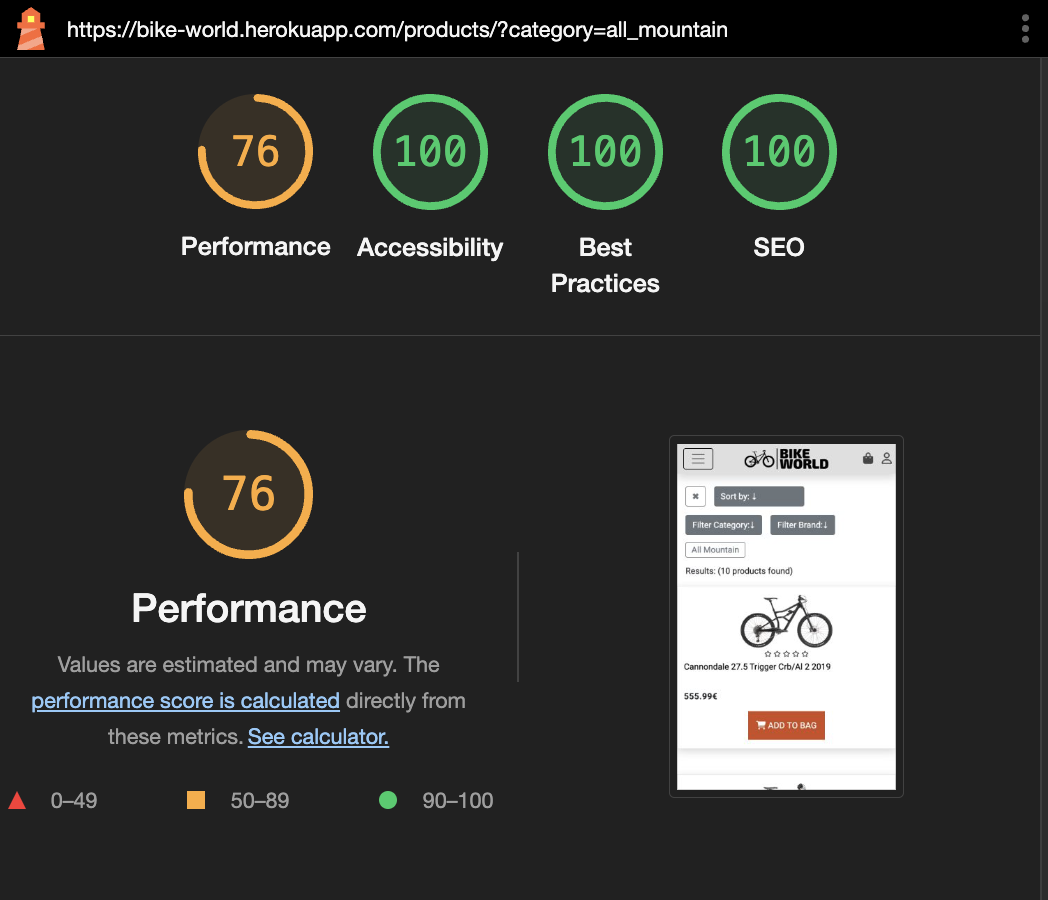 https://bike-world.herokuapp.com/products/?category=all_mountain
76
100
100
100
Performance
Accessibility
Best
Practices
SEO
76
Performance
Values are estimated and may vary. The
performance score is calculated directly from
these metrics. See calculator.
0–49
50–89
90–100
BIKE
WORLD
Sort by: ↓
Filter Category:↓
Filter Brand:↓
All Mountain
Results: (10 products found)
Cannondale 27.5 Trigger Crb/Al 2 2019
555.99€
ADD TO BAG